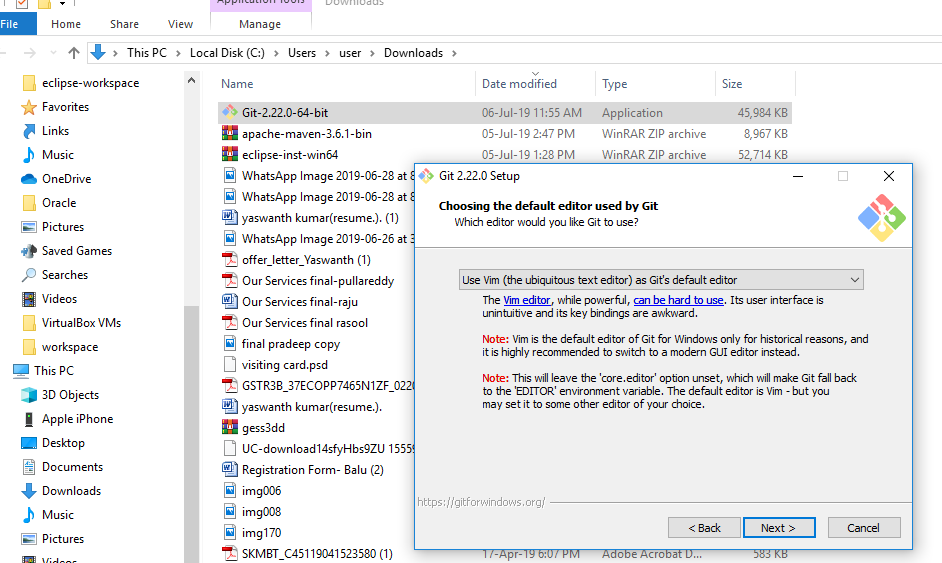 Application Tools
Downloads
File
Home
Share
View
Manage
This PC
Local Disk (C:)
Users
user
Downloads
eclipse-workspace
Favorites
Links
Music
OneDrive
Oracle
Pictures
Saved Games
Searches
Videos
VirtualBox VMs
workspace
This PC
3D Objects
Apple iPhone
Desktop
Documents
Downloads
Music
Pictures
Videos
Name Date modified Type Size
Git-2.22.0-64-bit 06-Jul-19 11:55 AM Application 45,984 KB
apache-maven-3.6.1-bin 05-Jul-19 2:47 PM WinRAR ZIP archive 8,967 KB
eclipse-inst-win64 05-Jul-19 1:28 PM WinRAR ZIP archive 52,714 KB
WhatsApp Image 2019-06-28 at 8
WhatsApp Image 2019-06-28 at 8
yaswanth kumar(resume.). (1)
WhatsApp Image 2019-06-26 at 3
offer_letter_Yaswanth (1)
Our Services final-pullareddy
Our Services final-raju
Our Services final rasool
final pradeep copy
visiting card.psd
GSTR3B_37ECOPP7465N1ZF_0220
yaswanth kumar(resume.)
gess3dd
UC-download14sfyHbs9ZU 15559
Registration Form- Balu (2)
img006
img008
img170
SKMBT_C45119041523580 (1) 17-Apr-19 6:07 PM Adobe Acrobat D... 583 KB
Git 2.22.0 Setup
Choosing the default editor used by Git
Which editor would you like Git to use?
Use Vim (the ubiquitous text editor) as Git's default editor
The Vim editor, while powerful, can be hard to use. Its user interface is
unintuitive and its key bindings are awkward.
Note: Vim is the default editor of Git for Windows only for historical reasons, and
it is highly recommended to switch to a modern GUI editor instead.
Note: This will leave the 'core.editor' option unset, which will make Git fall back
to the 'EDITOR' environment variable. The default editor is Vim - but you
may set it to some other editor of your choice.
https://gitforwindows.org/
< Back
Next >
Cancel